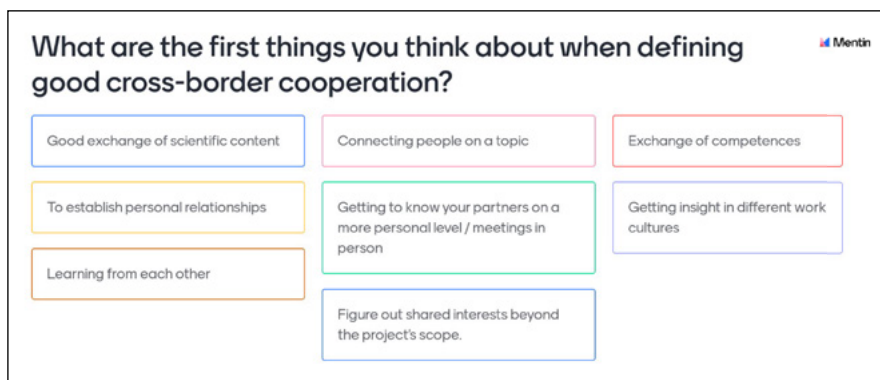 What are the first things you think about when defining
good cross-border cooperation?
Mentin
Good exchange of scientific content
Connecting people on a topic
Exchange of competences
To establish personal relationships
Getting to know your partners on a
more personal level / meetings in
person
Getting insight in different work
cultures
Learning from each other
Figure out shared interests beyond
the project's scope.